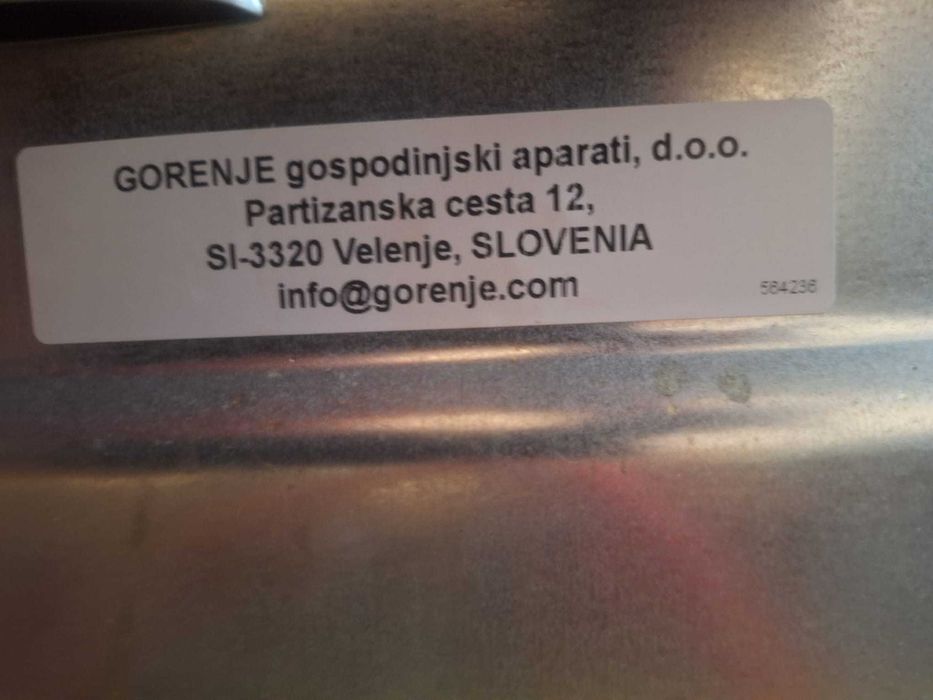 GORENJE gospodinjski aparati, d.o.o.
Partizanska cesta 12,
SI-3320 Velenje, SLOVENIA
info@gorenje.com
564236